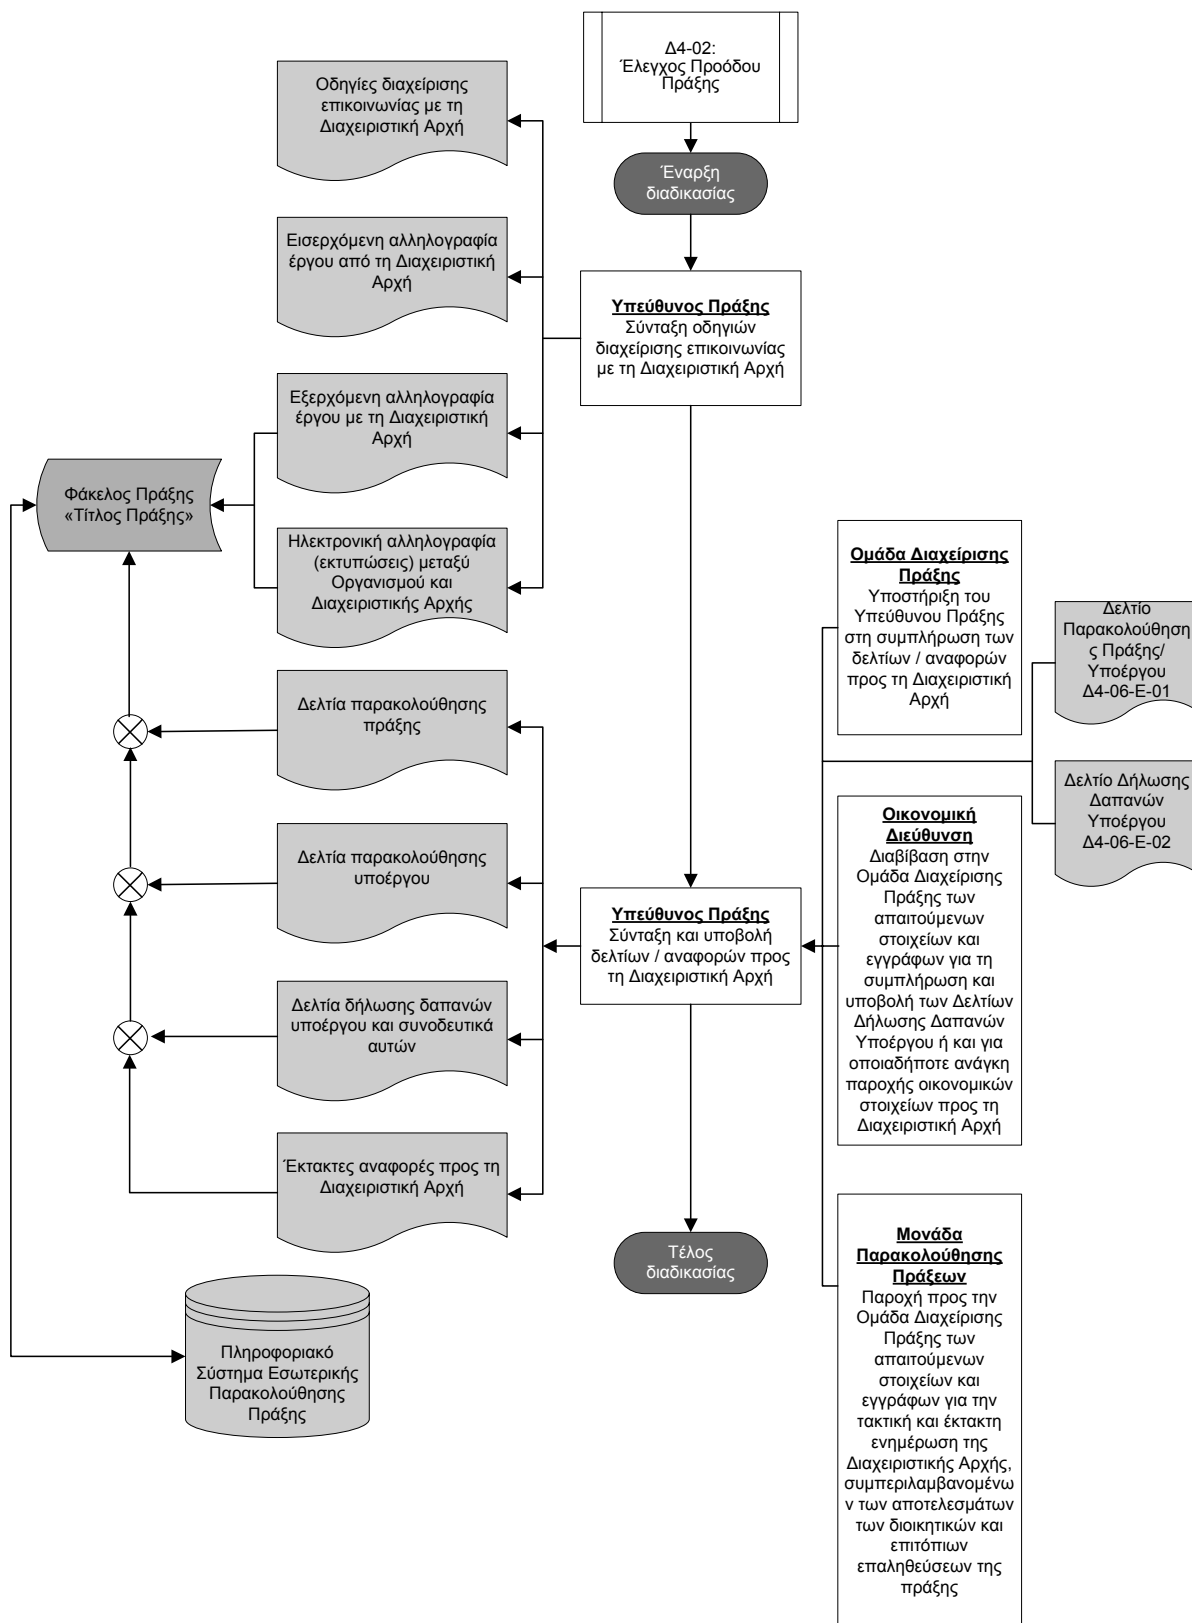 Δ4-02:
Έλεγχος Προόδου
Πράξης
Έναρξη
διαδικασίας
Οδηγίες διαχείρισης
επικοινωνίας με τη
Διαχειριστική Αρχή
Εισερχόμενη αλληλογραφία
έργου από τη Διαχειριστική
Αρχή
Υπεύθυνος Πράξης
Σύνταξη οδηγιών
διαχείρισης επικοινωνίας
με τη Διαχειριστική Αρχή
Εξερχόμενη αλληλογραφία
έργου με τη Διαχειριστική
Αρχή
Φάκελος Πράξης
«Τίτλος Πράξης»
Ηλεκτρονική αλληλογραφία
(εκτυπώσεις) μεταξύ
Οργανισμού και
Διαχειριστικής Αρχής
Ομάδα Διαχείρισης
Πράξης
Υποστήριξη του
Υπεύθυνου Πράξης
στη συμπλήρωση των
δελτίων / αναφορών
προς τη Διαχειριστική
Αρχή
Δελτίο
Παρακολούθηση
ς Πράξης/
Υποέργου
Δ4-06-Ε-01
Δελτία παρακολούθησης
πράξης
Δελτίο Δήλωσης
Δαπανών
Υποέργου
Δ4-06-Ε-02
Δελτία παρακολούθησης
υποέργου
Οικονομική
Διεύθυνση
Διαβίβαση στην
Ομάδα Διαχείρισης
Πράξης των
απαιτούμενων
στοιχείων και
εγγράφων για τη
συμπλήρωση και
υποβολή των Δελτίων
Δήλωσης Δαπανών
Υποέργου ή και για
οποιαδήποτε ανάγκη
παροχής οικονομικών
στοιχείων προς τη
Διαχειριστική Αρχή
Υπεύθυνος Πράξης
Σύνταξη και υποβολή
δελτίων / αναφορών προς
τη Διαχειριστική Αρχή
Δελτία δήλωσης δαπανών
υποέργου και συνοδευτικά
αυτών
Έκτακτες αναφορές προς τη
Διαχειριστική Αρχή
Τέλος
διαδικασίας
Μονάδα
Παρακολούθησης
Πράξεων
Παροχή προς την
Ομάδα Διαχείρισης
Πράξης των
απαιτούμενων
στοιχείων και
εγγράφων για την
τακτική και έκτακτη
ενημέρωση της
Διαχειριστικής Αρχής,
συμπεριλαμβανομένω
ν των αποτελεσμάτων
των διοικητικών και
επιτόπιων
επαληθεύσεων της
πράξης
Πληροφοριακό
Σύστημα Εσωτερικής
Παρακολούθησης
Πράξης